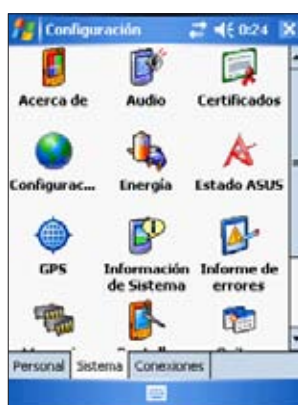 Configuración 0:24
Acerca de Audio Certificados
Configurac... Energía Estado ASUS
GPS Información de Sistema Informe de errores
Personal Sistema Conexiones